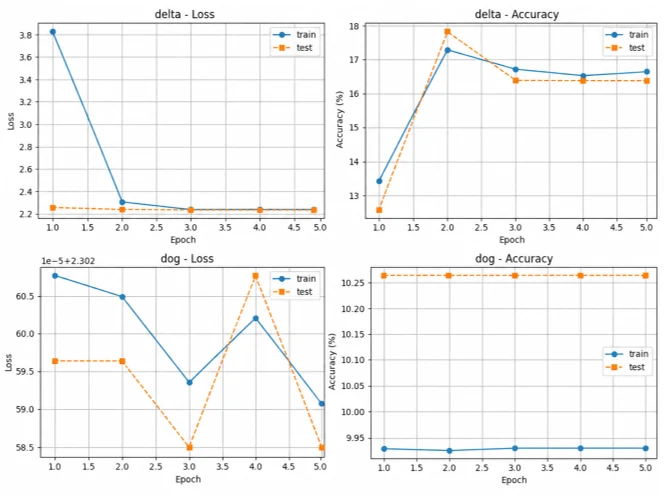 delta - Loss
3.8
3.6
3.4
3.2
3.0
2.8
2.6
2.4
2.2
Loss
train
test
1.0 1.5 2.0 2.5 3.0 3.5 4.0 4.5 5.0
Epoch
delta - Accuracy
18
17
16
15
14
13
Accuracy (%)
train
test
1.0 1.5 2.0 2.5 3.0 3.5 4.0 4.5 5.0
Epoch
dog - Loss
1e−5+2.302
60.5
60.0
59.5
59.0
58.5
Loss
train
test
1.0 1.5 2.0 2.5 3.0 3.5 4.0 4.5 5.0
Epoch
dog - Accuracy
10.25
10.20
10.15
10.10
10.05
10.00
9.95
Accuracy (%)
train
test
1.0 1.5 2.0 2.5 3.0 3.5 4.0 4.5 5.0
Epoch